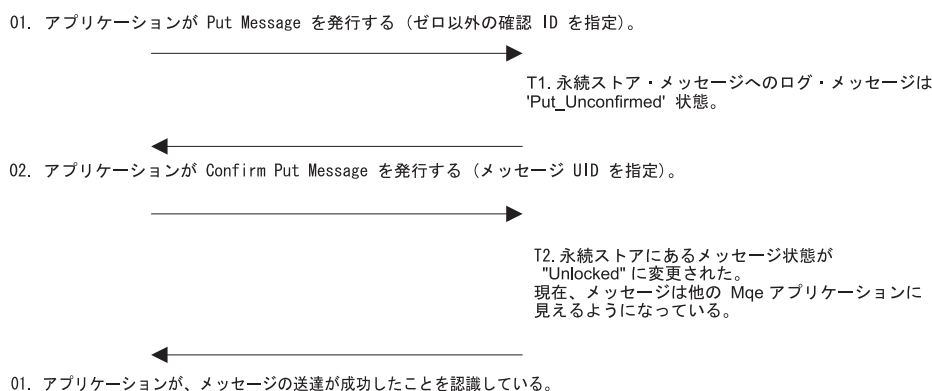 01. アプリケーションが Put Message を発行する (ゼロ以外の確認 ID を指定)。
T1. 永続ストア・メッセージへのログ・メッセージは
'Put_Unconfirmed' 状態。
02. アプリケーションが Confirm Put Message を発行する (メッセージ UID を指定)。
T2. 永続ストアにあるメッセージ状態が
"Unlocked" に変更された。
現在、メッセージは他の Mqe アプリケーションに
見えるようになっている。
01. アプリケーションが、メッセージの送達が成功したことを認識している。